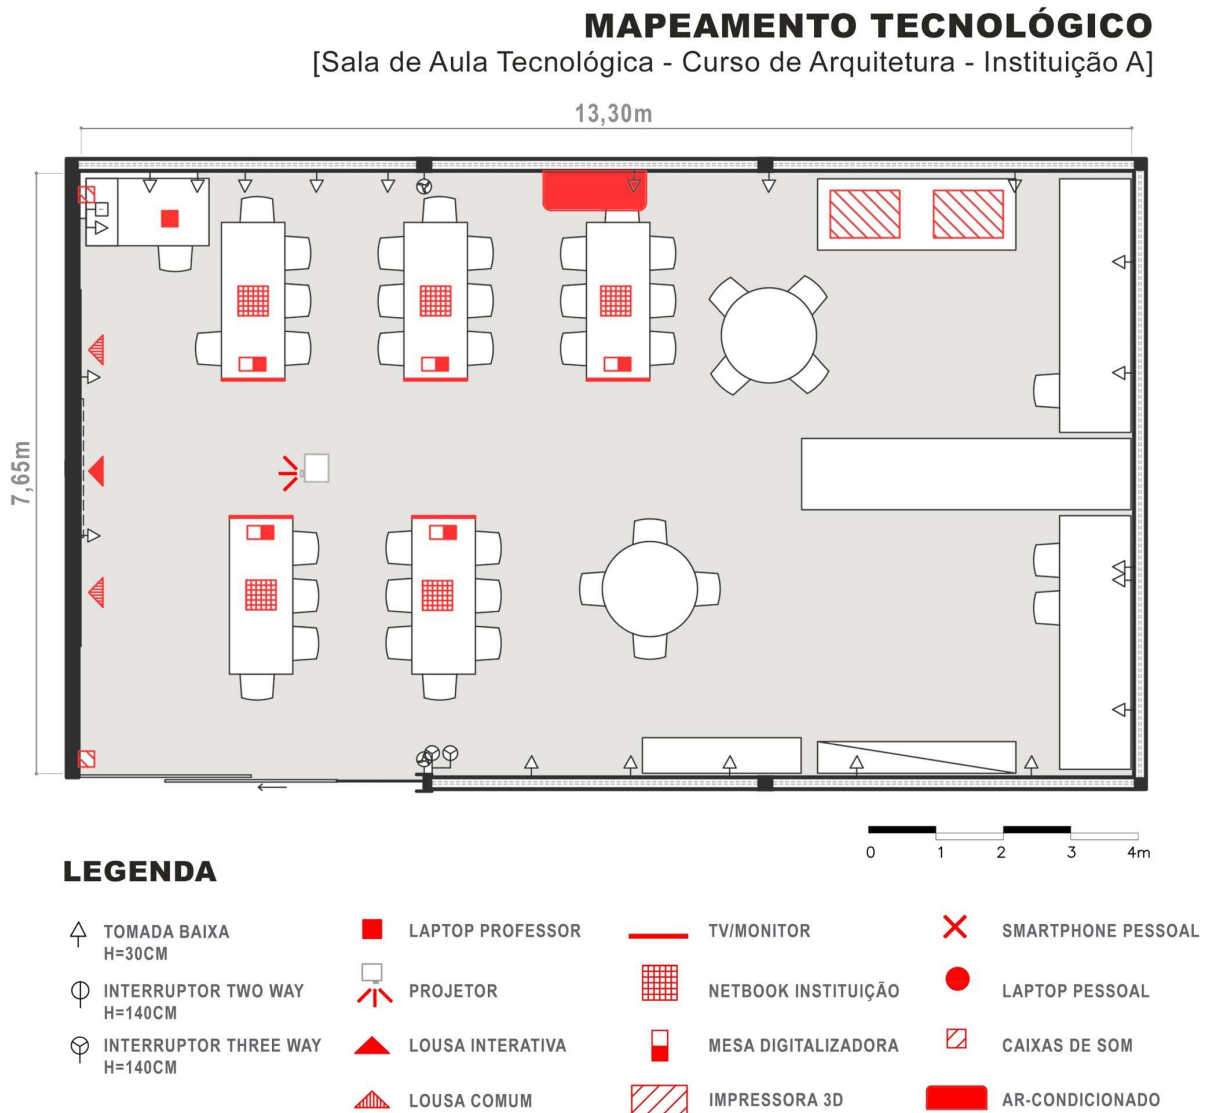 MAPEAMENTO TECNOLÓGICO
[Sala de Aula Tecnológica - Curso de Arquitetura - Instituição A]
13,30m
7,65m
0 1 2 3 4m
LEGENDA
TOMADA BAIXA
H=30CM
INTERRUPTOR TWO WAY
H=140CM
INTERRUPTOR THREE WAY
H=140CM
LAPTOP PROFESSOR
PROJETOR
LOUSA INTERATIVA
LOUSA COMUM
TV/MONITOR
NETBOOK INSTITUIÇÃO
MESA DIGITALIZADORA
IMPRESSORA 3D
SMARTPHONE PESSOAL
LAPTOP PESSOAL
CAIXAS DE SOM
AR-CONDICIONADO